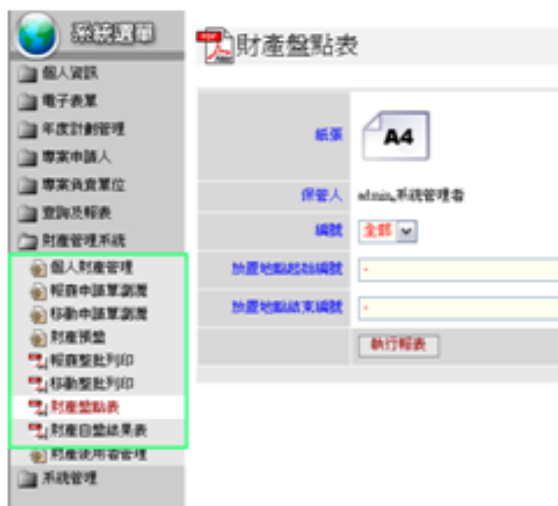 系統選單
個人資訊
電子表單
年度計劃管理
專案申請人
專案負責單位
查詢及報表
財產管理系統
個人財產管理
報廢申請單瀏覽
移動申請單瀏覽
財產預盤
報廢整批列印
移動整批列印
財產盤點表
財產自盤結果表
財產使用者管理
系統管理
財產盤點表
紙張
A4
保管人 admin,系統管理者
編號 全部
放置地點起始編號 -
放置地點結束編號 -
執行報表